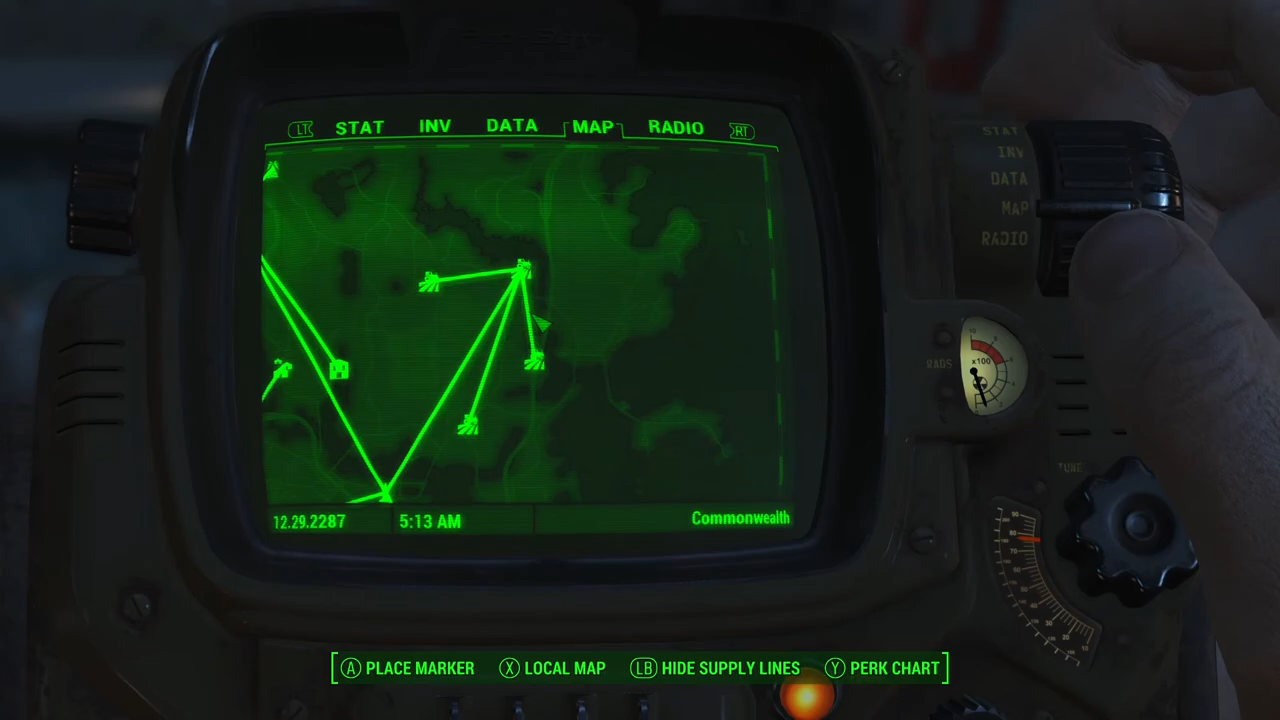 LT STAT INV DATA MAP RADIO RT
STAT
INV
DATA
MAP
RADIO
RADS
x100
TUNE
12.29.2287 5:13 AM Commonwealth
A PLACE MARKER X LOCAL MAP LB HIDE SUPPLY LINES Y PERK CHART